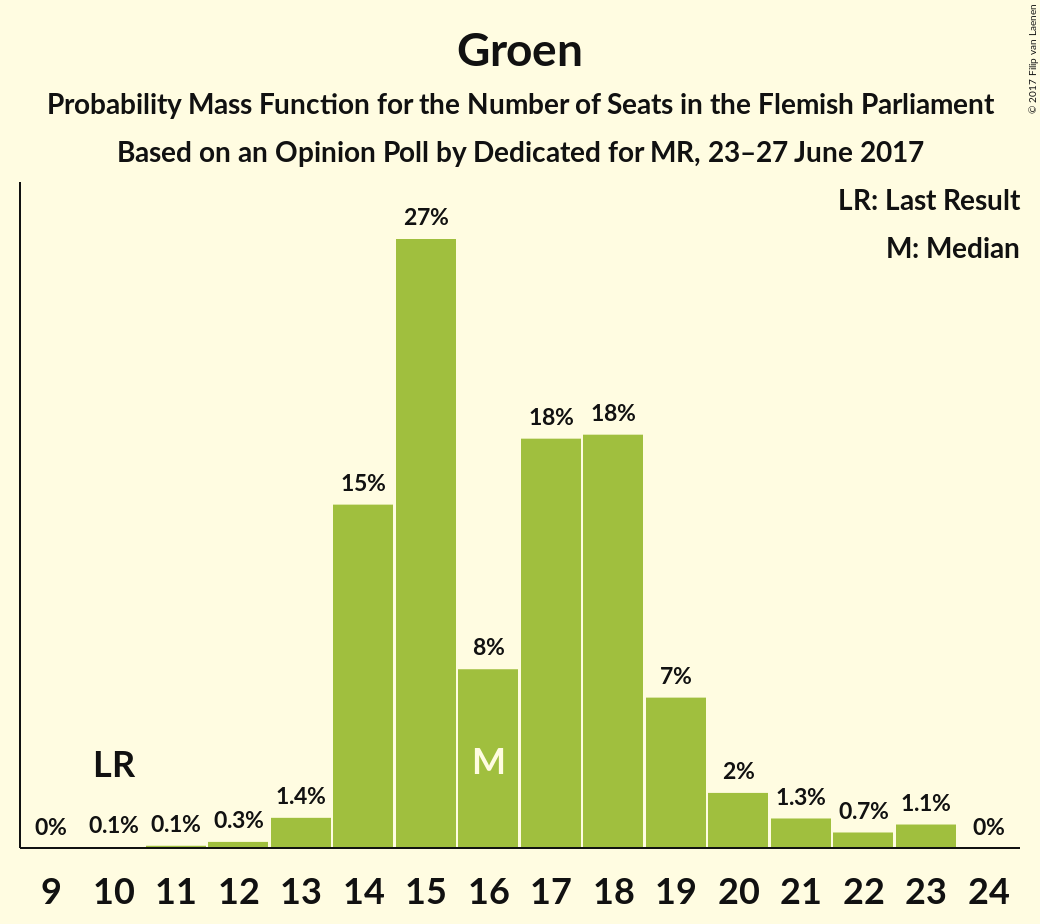 Groen
Probability Mass Function for the Number of Seats in the Flemish Parliament
Based on an Opinion Poll by Dedicated for MR, 23–27 June 2017
© 2017 Filip van Laenen
LR: Last Result
M: Median
27%
18%
18%
15%
8%
7%
M
LR
2%
1.4%
1.3%
1.1%
0.7%
0.3%
0.1%
0.1%
0%
0%
9 10 11 12 13 14 15 16 17 18 19 20 21 22 23 24